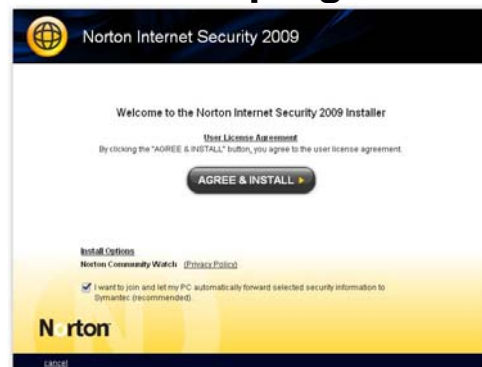 Norton Internet Security 2009
Welcome to the Norton Internet Security 2009 Installer
User License Agreement
By clicking the "AGREE & INSTALL" button, you agree to the user license agreement.
AGREE & INSTALL
Install Options
Norton Community Watch (Privacy Policy)
I want to join and let my PC automatically forward selected security information to
Symantec (recommended).
Norton
cancel